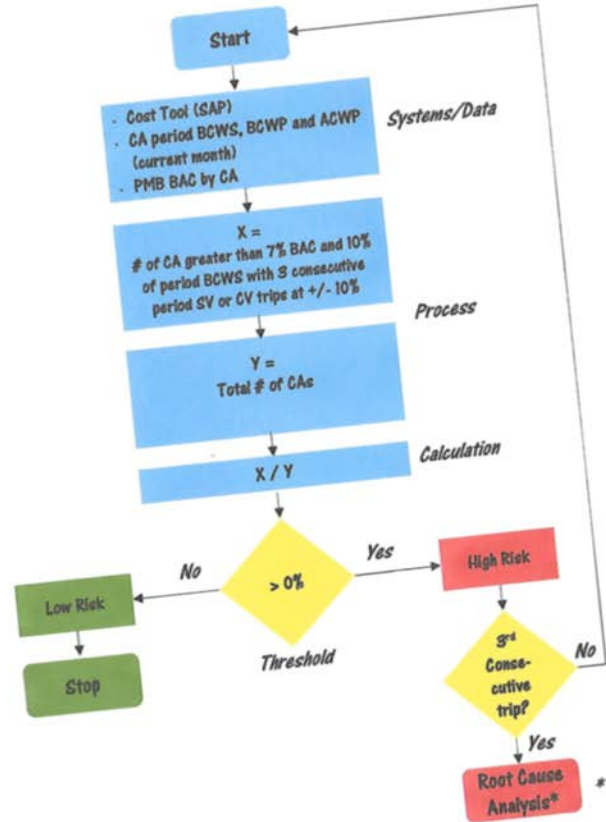 Start
. Cost Tool (SAP)
. CA period BCWS, BCWP and ACWP
(current month)
. PMB BAC by CA
Systems/Data
X =
# of CA greater than 7% BAC and 10%
of period BCWS with 3 consecutive
period SV or CV trips at +/- 10%
Process
Y =
Total # of CAs
Calculation
X / Y
No
Yes
> 0%
Low Risk
High Risk
Threshold
Stop
3rd
Conse-
cutive
trip?
No
Yes
Root Cause
Analysis*
*